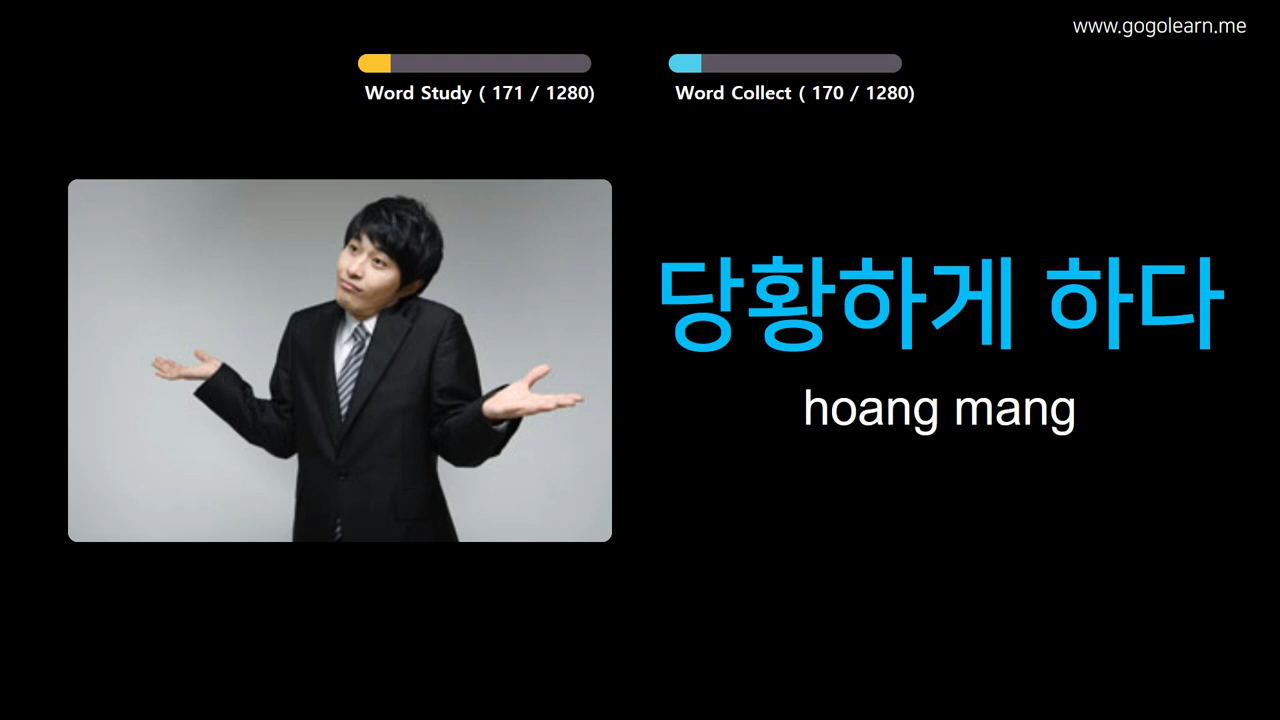 www.gogolearn.me
Word Study ( 171 / 1280)
Word Collect ( 170 / 1280)
당황하게 하다
hoang mang